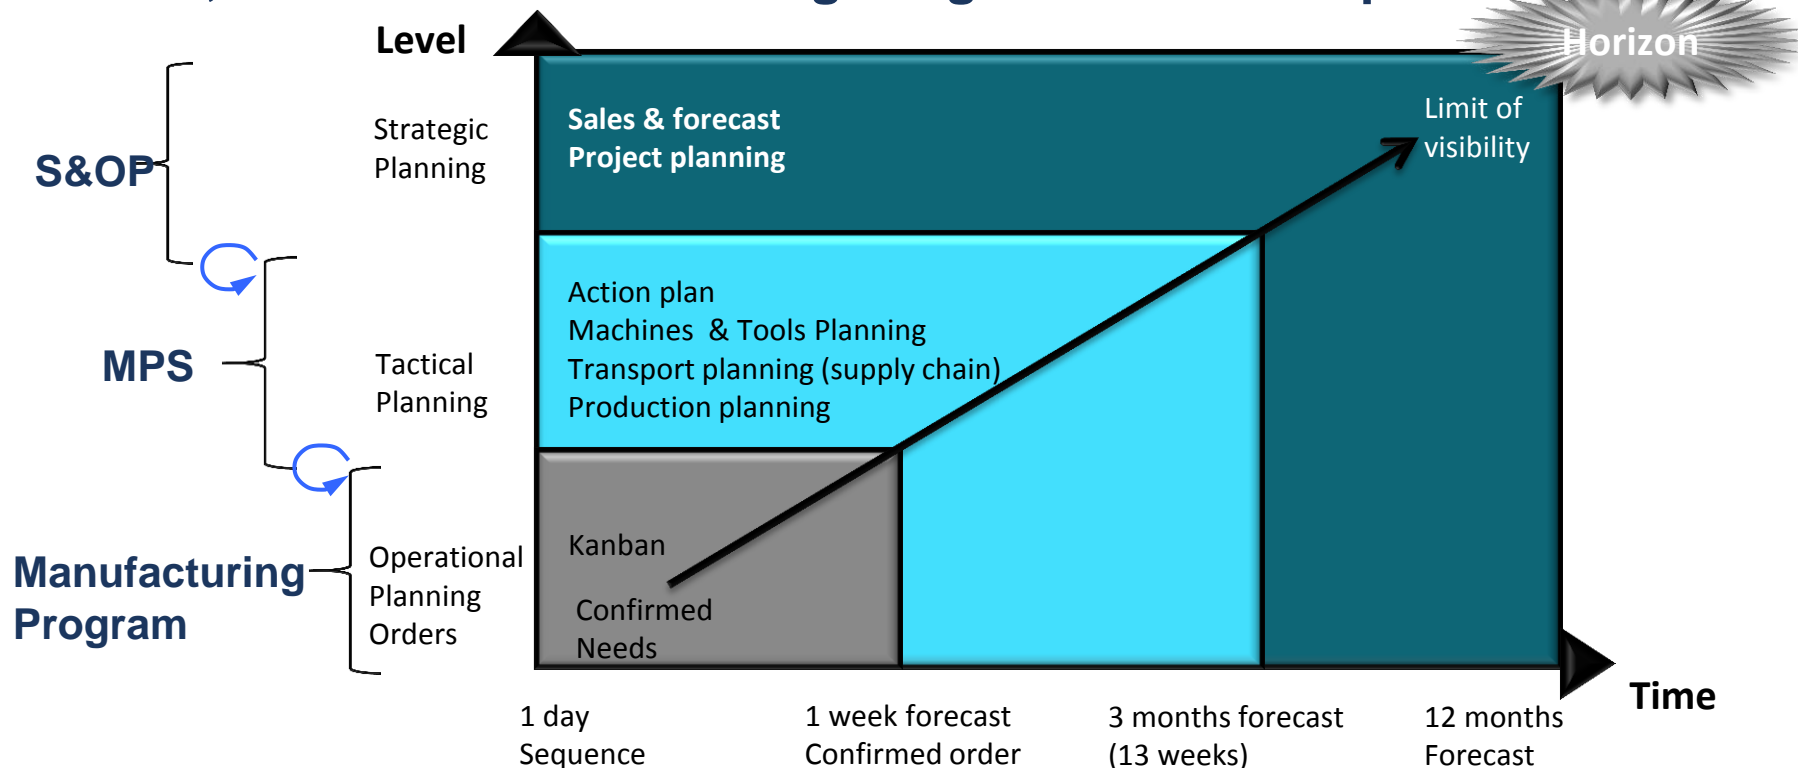 Level
Horizon
Limit of
visibility
Strategic
Planning
Sales & forecast
Project planning
S&OP
Action plan
Machines & Tools Planning
Transport planning (supply chain)
Production planning
MPS
Tactical
Planning
Kanban
Confirmed
Needs
Manufacturing
Program
Operational
Planning
Orders
Time
1 day
Sequence
1 week forecast
Confirmed order
3 months forecast
(13 weeks)
12 months
Forecast